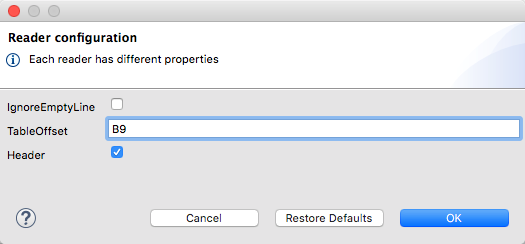 Reader configuration
Each reader has different properties
IgnoreEmptyLine
TableOffset B9
Header
? Cancel Restore Defaults OK